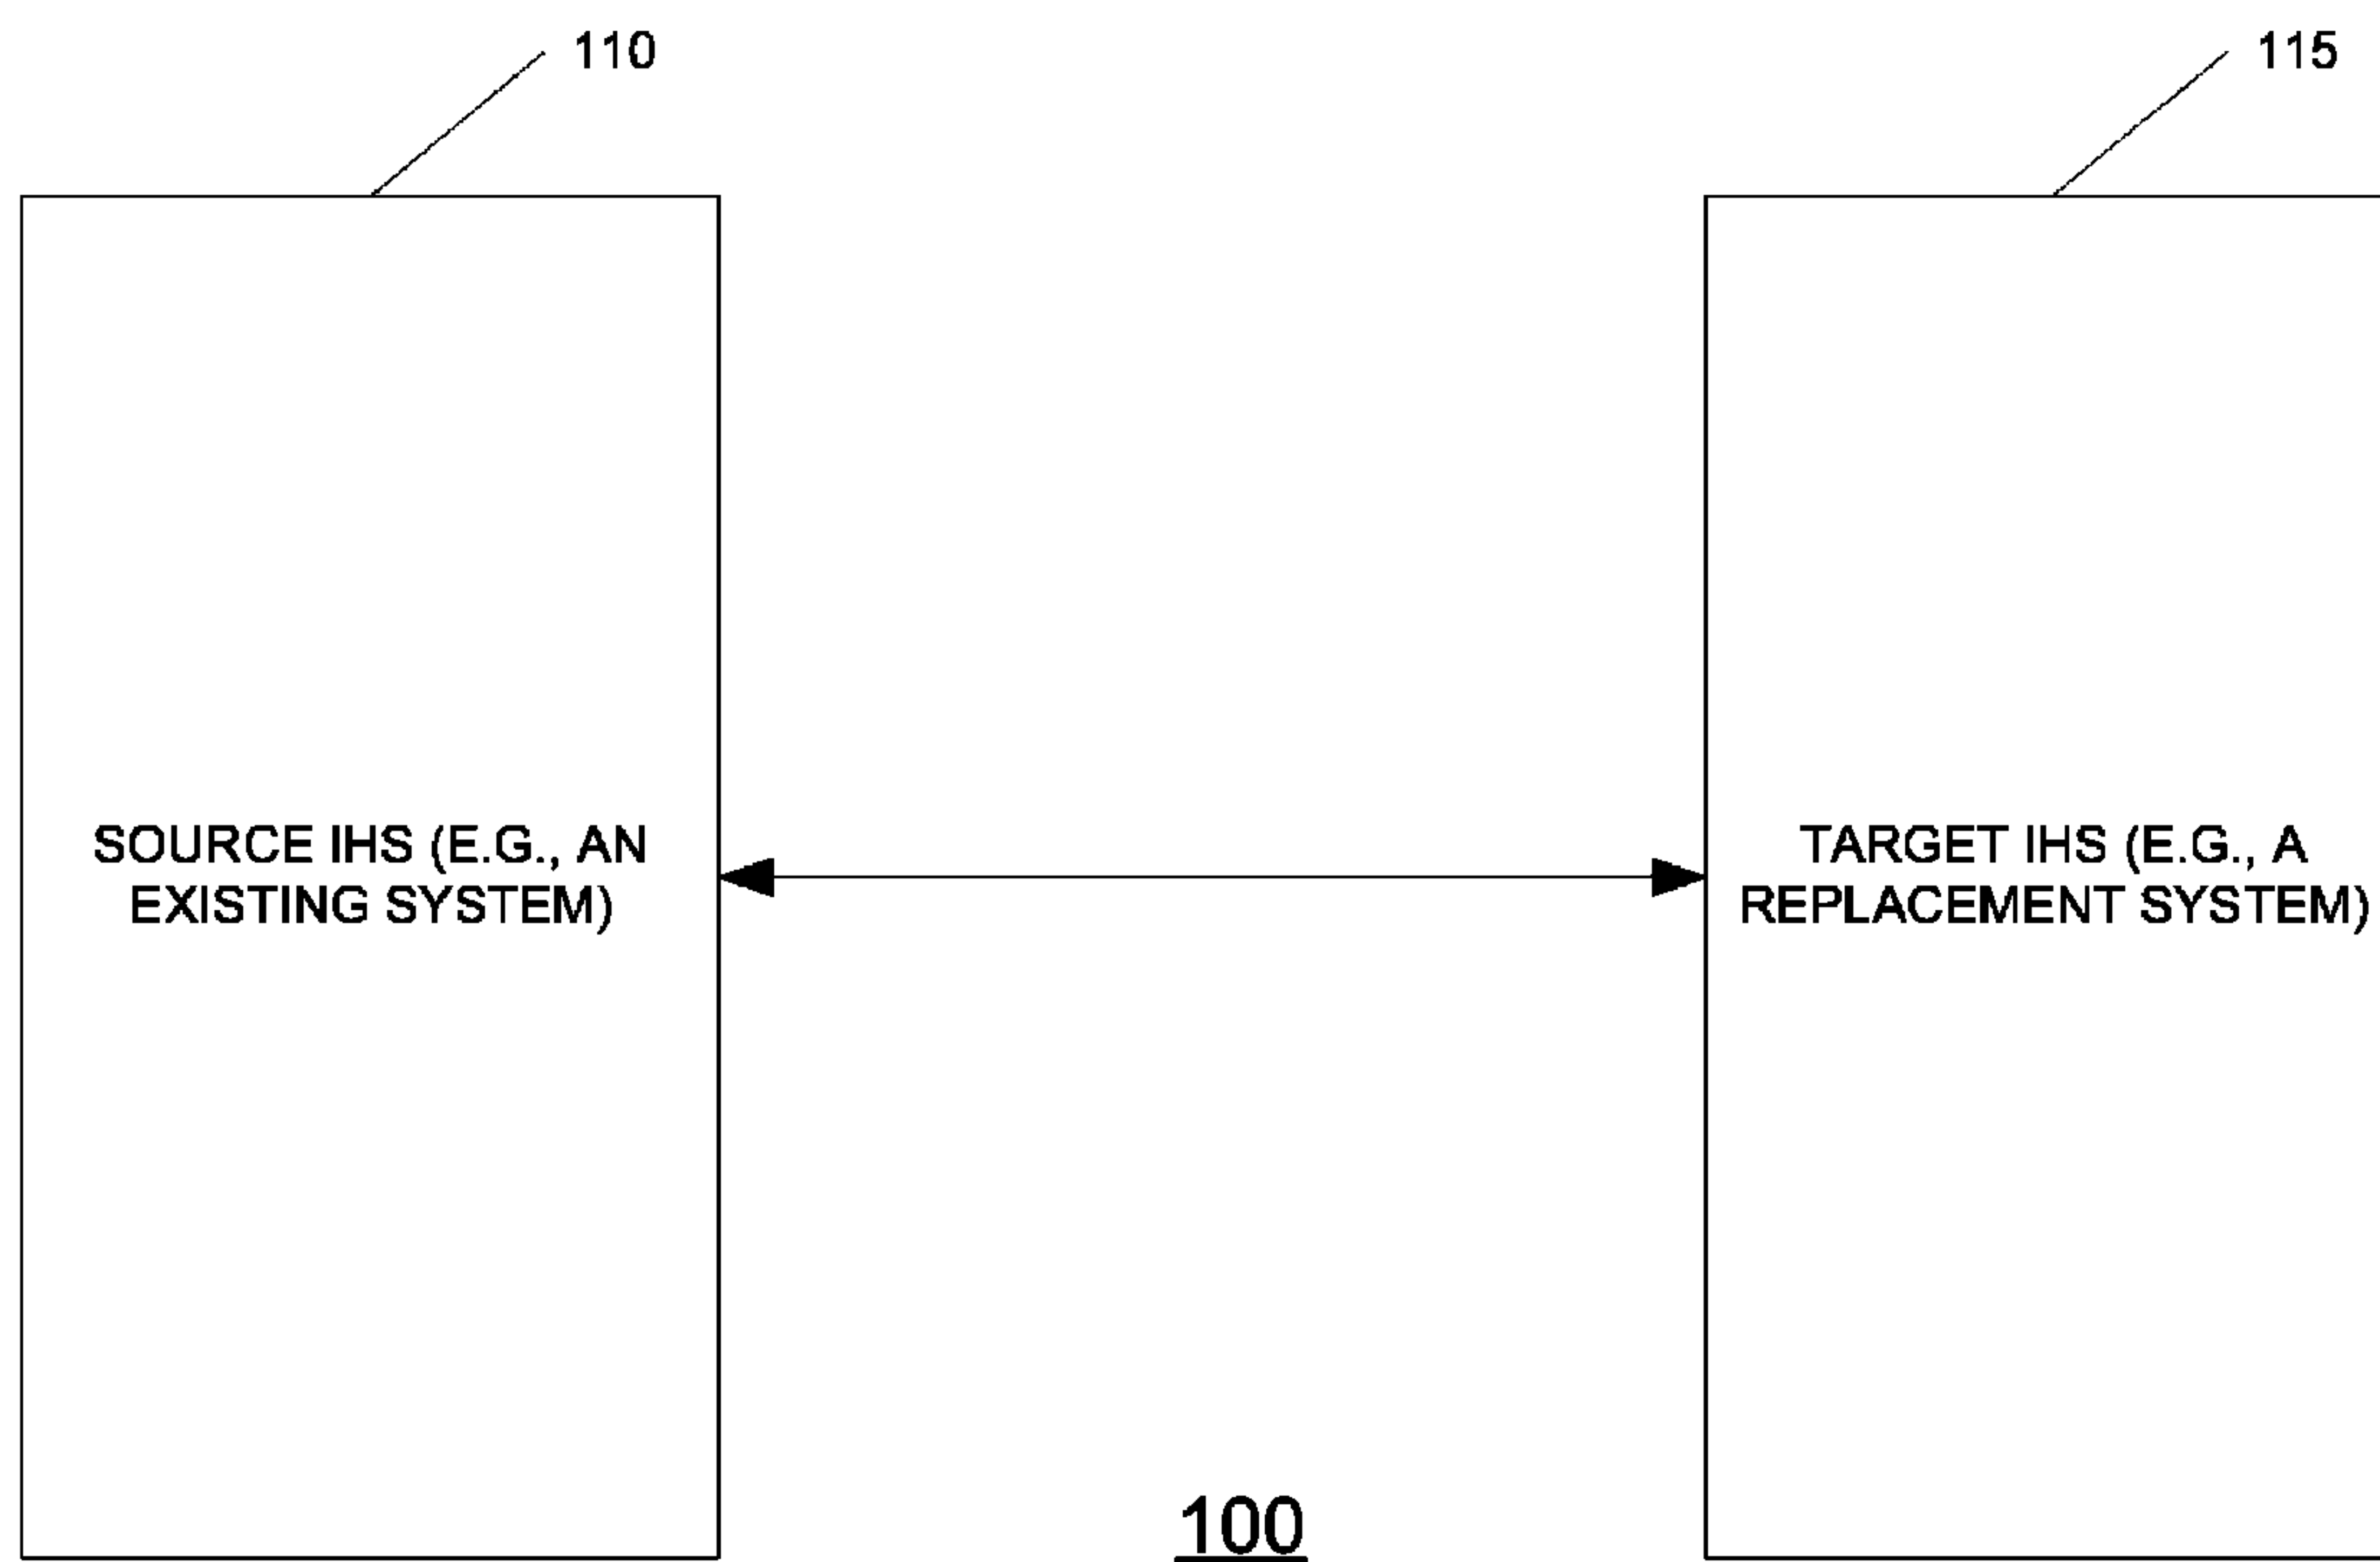 110
115
SOURCE IHS (E.G., AN
EXISTING SYSTEM)
TARGET IHS (E.G., A
REPLACEMENT SYSTEM)
100